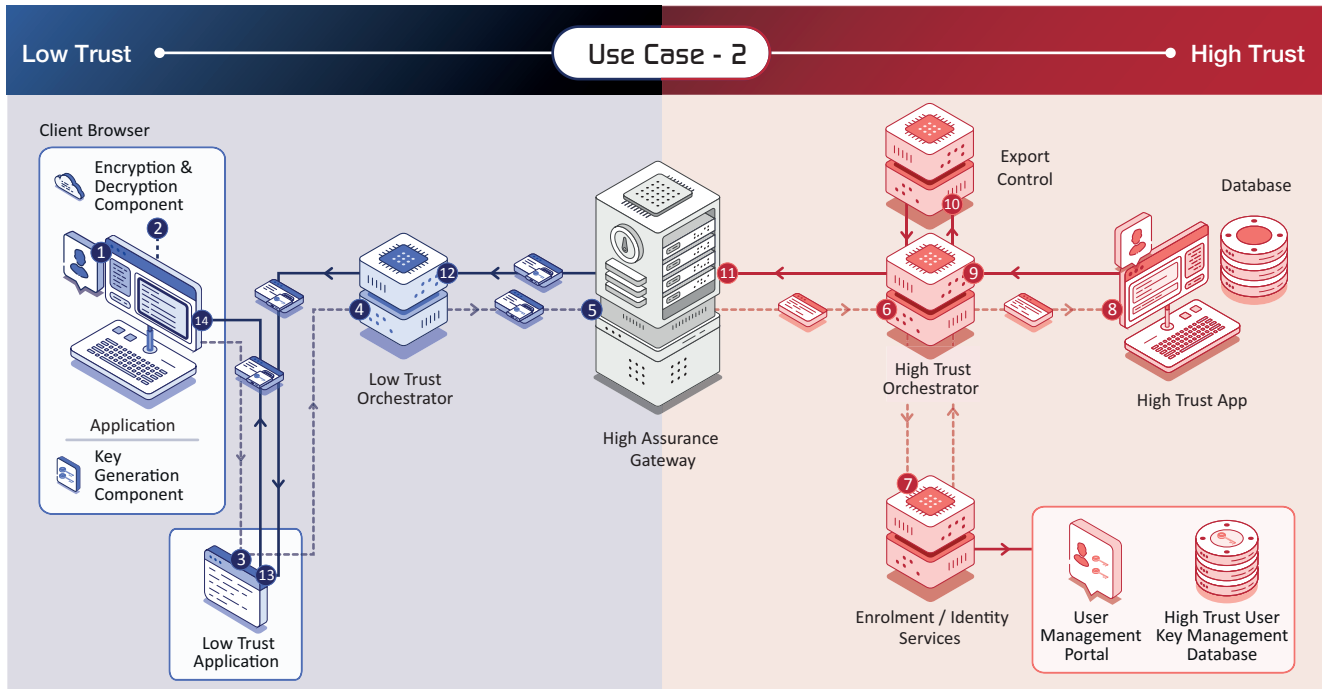 Low Trust
Use Case - 2
High Trust
Client Browser
Encryption &
Decryption
Component
2
1
14
Application
Key
Generation
Component
3
13
Low Trust
Application
4
12
Low Trust
Orchestrator
5
11
High Assurance
Gateway
Export
Control
10
9
6
High Trust
Orchestrator
Database
8
High Trust App
7
Enrolment / Identity
Services
User
Management
Portal
High Trust User
Key Management
Database